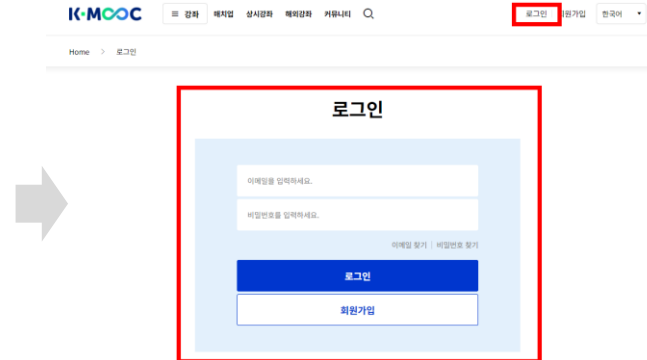 K-MOOC ≡ 강좌 매치업 상시강좌 해외강좌 커뮤니티 로그인 회원가입 한국어
Home > 로그인
로그인
이메일을 입력하세요.
비밀번호를 입력하세요.
이메일 찾기 | 비밀번호 찾기
로그인
회원가입